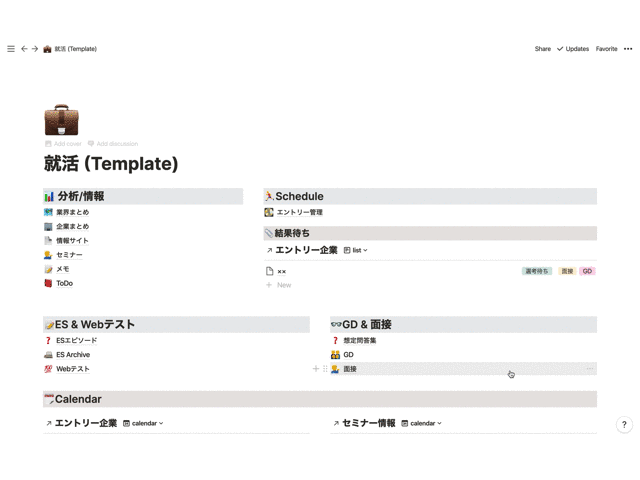 就活 (Template)
Share
Updates
Favorite
Add cover
Add discussion
就活 (Template)
分析/情報
業界まとめ
企業まとめ
情報サイト
セミナー
メモ
ToDo
Schedule
エントリー管理
結果待ち
エントリー企業 list
××
選考待ち 面接 GD
New
ES & Webテスト
ESエピソード
ES Archive
Webテスト
GD & 面接
想定問答集
GD
面接
Calendar
エントリー企業 calendar
セミナー情報 calendar
?